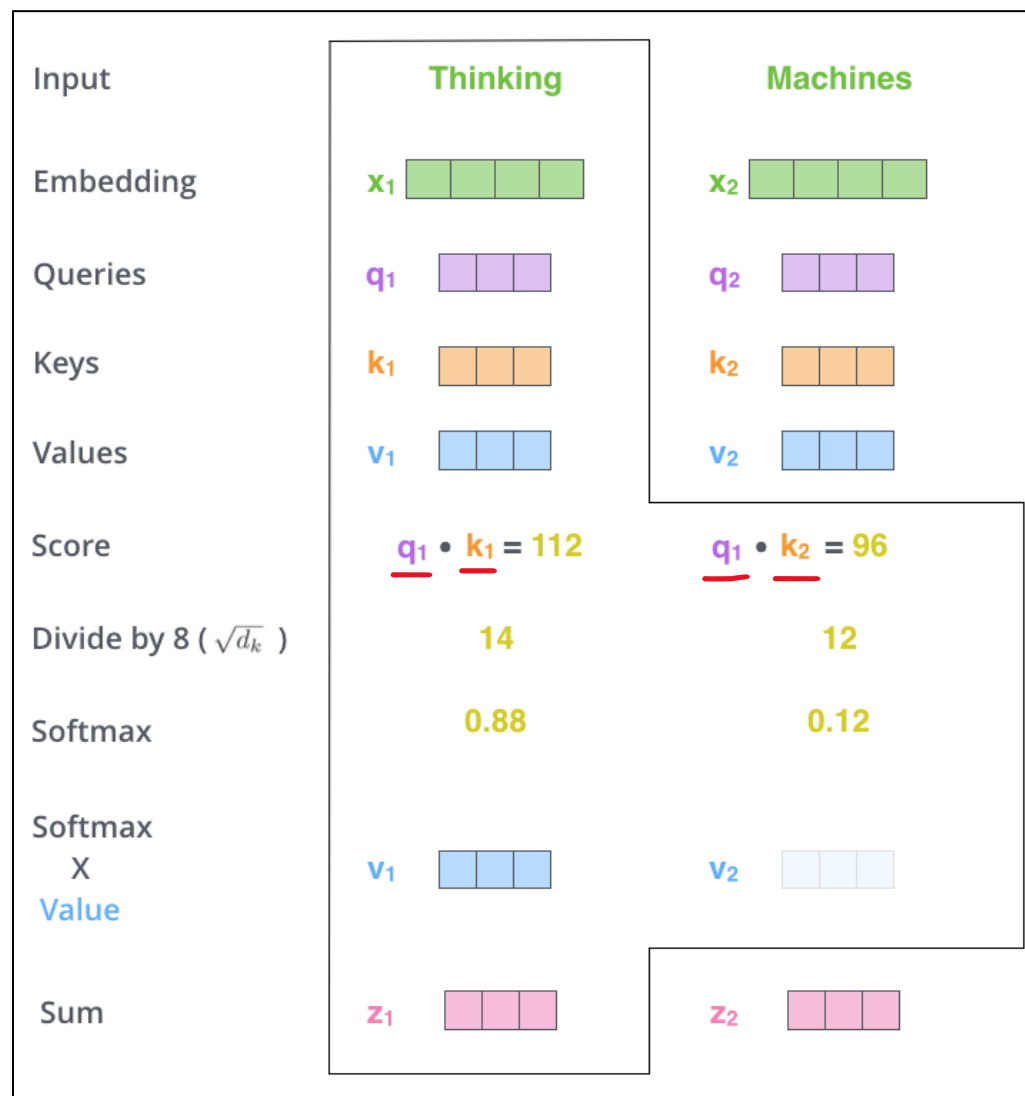 Input Thinking Machines
Embedding x₁ x₂
Queries q₁ q₂
Keys k₁ k₂
Values v₁ v₂
Score q₁ • k₁ = 112 q₁ • k₂ = 96
Divide by 8 ( √dₖ ) 14 12
Softmax 0.88 0.12
Softmax
X v₁ v₂
Value
Sum z₁ z₂